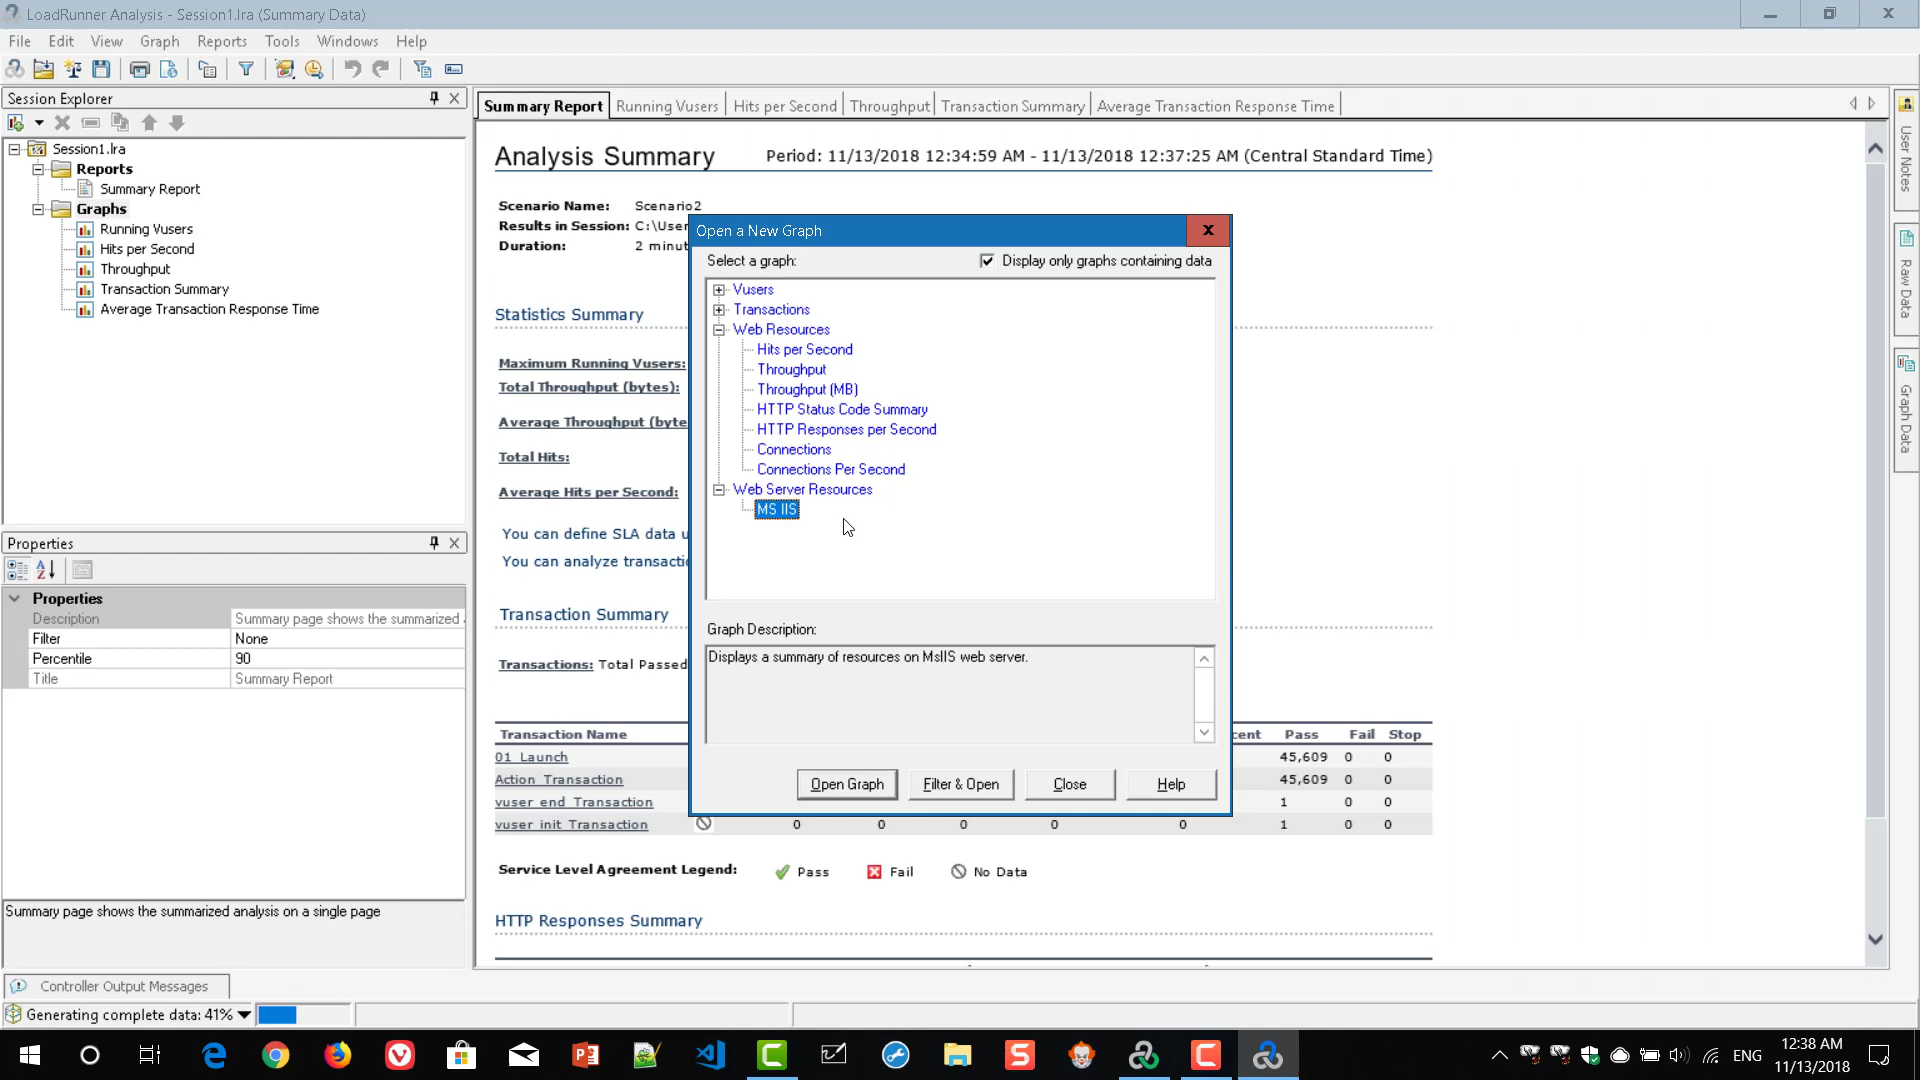 LoadRunner Analysis - Session1.lra (Summary Data)
File Edit View Graph Reports Tools Windows Help
Session Explorer
Session1.lra
Reports
Summary Report
Graphs
Running Vusers
Hits per Second
Throughput
Transaction Summary
Average Transaction Response Time
Properties
Properties
Description Summary page shows the summarized
Filter None
Percentile 90
Title Summary Report
Summary page shows the summarized analysis on a single page
Controller Output Messages
Generating complete data: 41%
Summary Report Running Vusers Hits per Second Throughput Transaction Summary Average Transaction Response Time
Analysis Summary Period: 11/13/2018 12:34:59 AM - 11/13/2018 12:37:25 AM (Central Standard Time)
Scenario Name: Scenario2
Results in Session: C:\User
Duration: 2 minut
Statistics Summary
Maximum Running Vusers:
Total Throughput (bytes):
Average Throughput (byte
Total Hits:
Average Hits per Second:
You can define SLA data u
You can analyze transactio
Transaction Summary
Transactions: Total Passed
Transaction Name cent Pass Fail Stop
01_Launch 45,609 0 0
Action_Transaction 45,609 0 0
vuser_end_Transaction 1 0 0
vuser_init_Transaction 0 0 0 0 0 1 0 0
Service Level Agreement Legend: Pass Fail No Data
HTTP Responses Summary
Open a New Graph x
Select a graph: Display only graphs containing data
Vusers
Transactions
Web Resources
Hits per Second
Throughput
Throughput (MB)
HTTP Status Code Summary
HTTP Responses per Second
Connections
Connections Per Second
Web Server Resources
MS IIS
Graph Description:
Displays a summary of resources on MsIIS web server.
Open Graph Filter & Open Close Help
User Notes
Raw Data
Graph Data
ENG
12:38 AM
11/13/2018